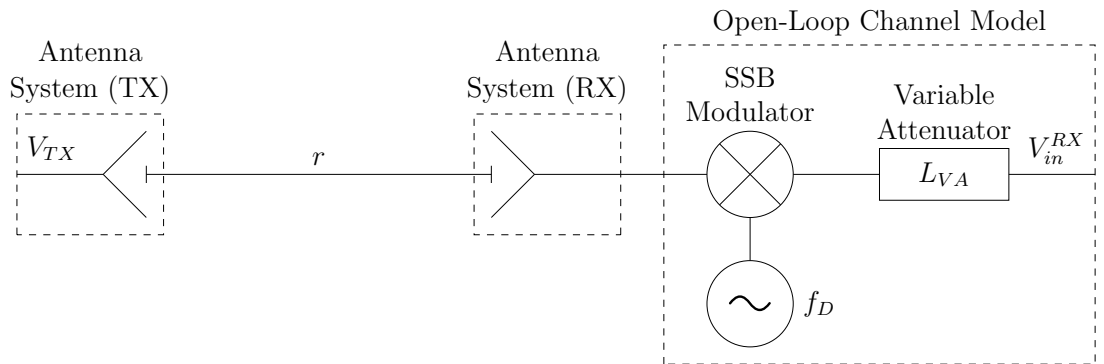 Open-Loop Channel Model
Antenna
System (TX)
Antenna
System (RX)
SSB
Modulator
Variable
Attenuator
V_{TX}
r
L_{VA}
V_{in}^{RX}
f_D